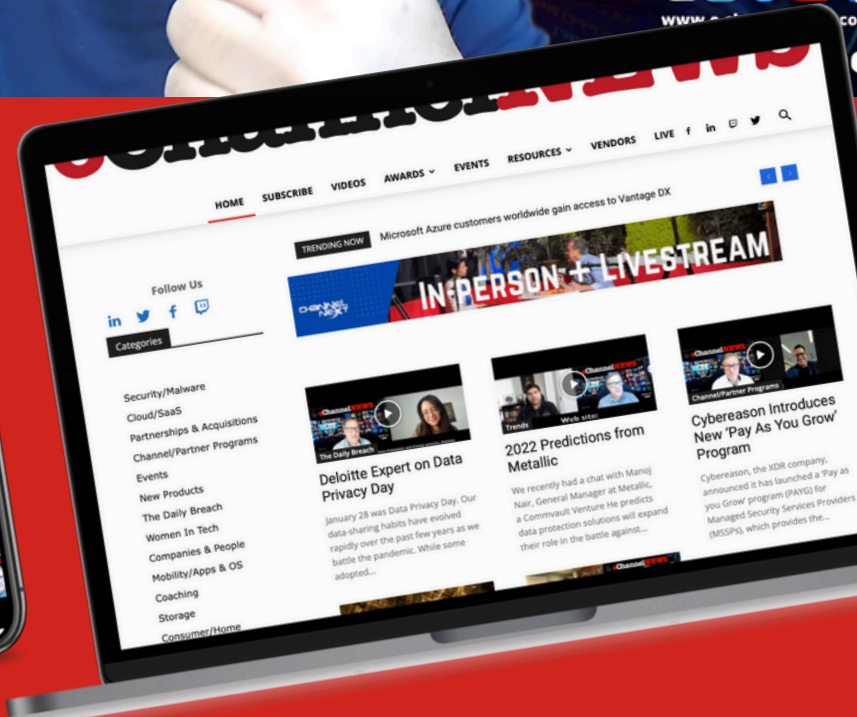 eChannelNEWS
HOME SUBSCRIBE VIDEOS AWARDS EVENTS RESOURCES VENDORS LIVE
TRENDING NOW Microsoft Azure customers worldwide gain access to Vantage DX
CHANNEL NEXT
IN-PERSON + LIVESTREAM
Follow Us
Categories
Security/Malware
Cloud/SaaS
Partnerships & Acquisitions
Channel/Partner Programs
Events
New Products
The Daily Breach
Women In Tech
Companies & People
Mobility/Apps & OS
Coaching
Storage
Consumer/Home
eChannelNEWS
The Daily Breach
Deloitte Expert on Data
Privacy Day
January 28 was Data Privacy Day. Our
data-sharing habits have evolved
rapidly over the past few years as we
battle the pandemic. While some
adopted...
eChannelNEWS
Trends
Web site:
2022 Predictions from
Metallic
We recently had a chat with Manoj
Nair, General Manager at Metallic,
a Commvault Venture He predicts
data protection solutions will expand
their role in the battle against...
eChannelNEWS
eChannelNEWS
Channel/Partner Programs
Cybereason Introduces
New ‘Pay As You Grow’
Program
Cybereason, the XDR company,
announced it has launched a ‘Pay as
you Grow’ program (PAYG) for
Managed Security Services Providers
(MSSPs), which provides the...